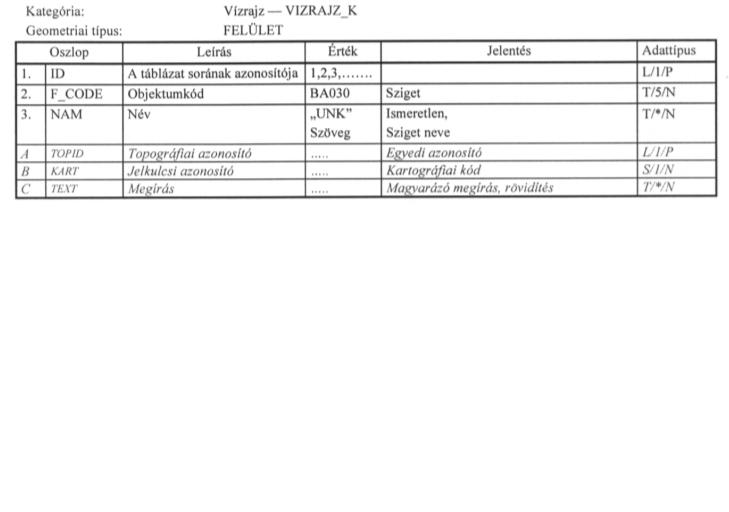 Kategória: Vízrajz — VIZRAJZ_K
Geometriai típus: FELÜLET
Oszlop Leírás Érték Jelentés Adattípus
1. ID A táblázat sorának azonosítója 1,2,3,....... L/1/P
2. F_CODE Objektumkód BA030 Sziget T/5/N
3. NAM Név „UNK” Ismeretlen, T/*/N
Szöveg Sziget neve
A TOPID Topográfiai azonosító ..... Egyedi azonosító L/1/P
B KART Jelkulcsi azonosító ..... Kartográfiai kód S/1/N
C TEXT Megírás ..... Magyarázó megírás, rövidítés T/*/N